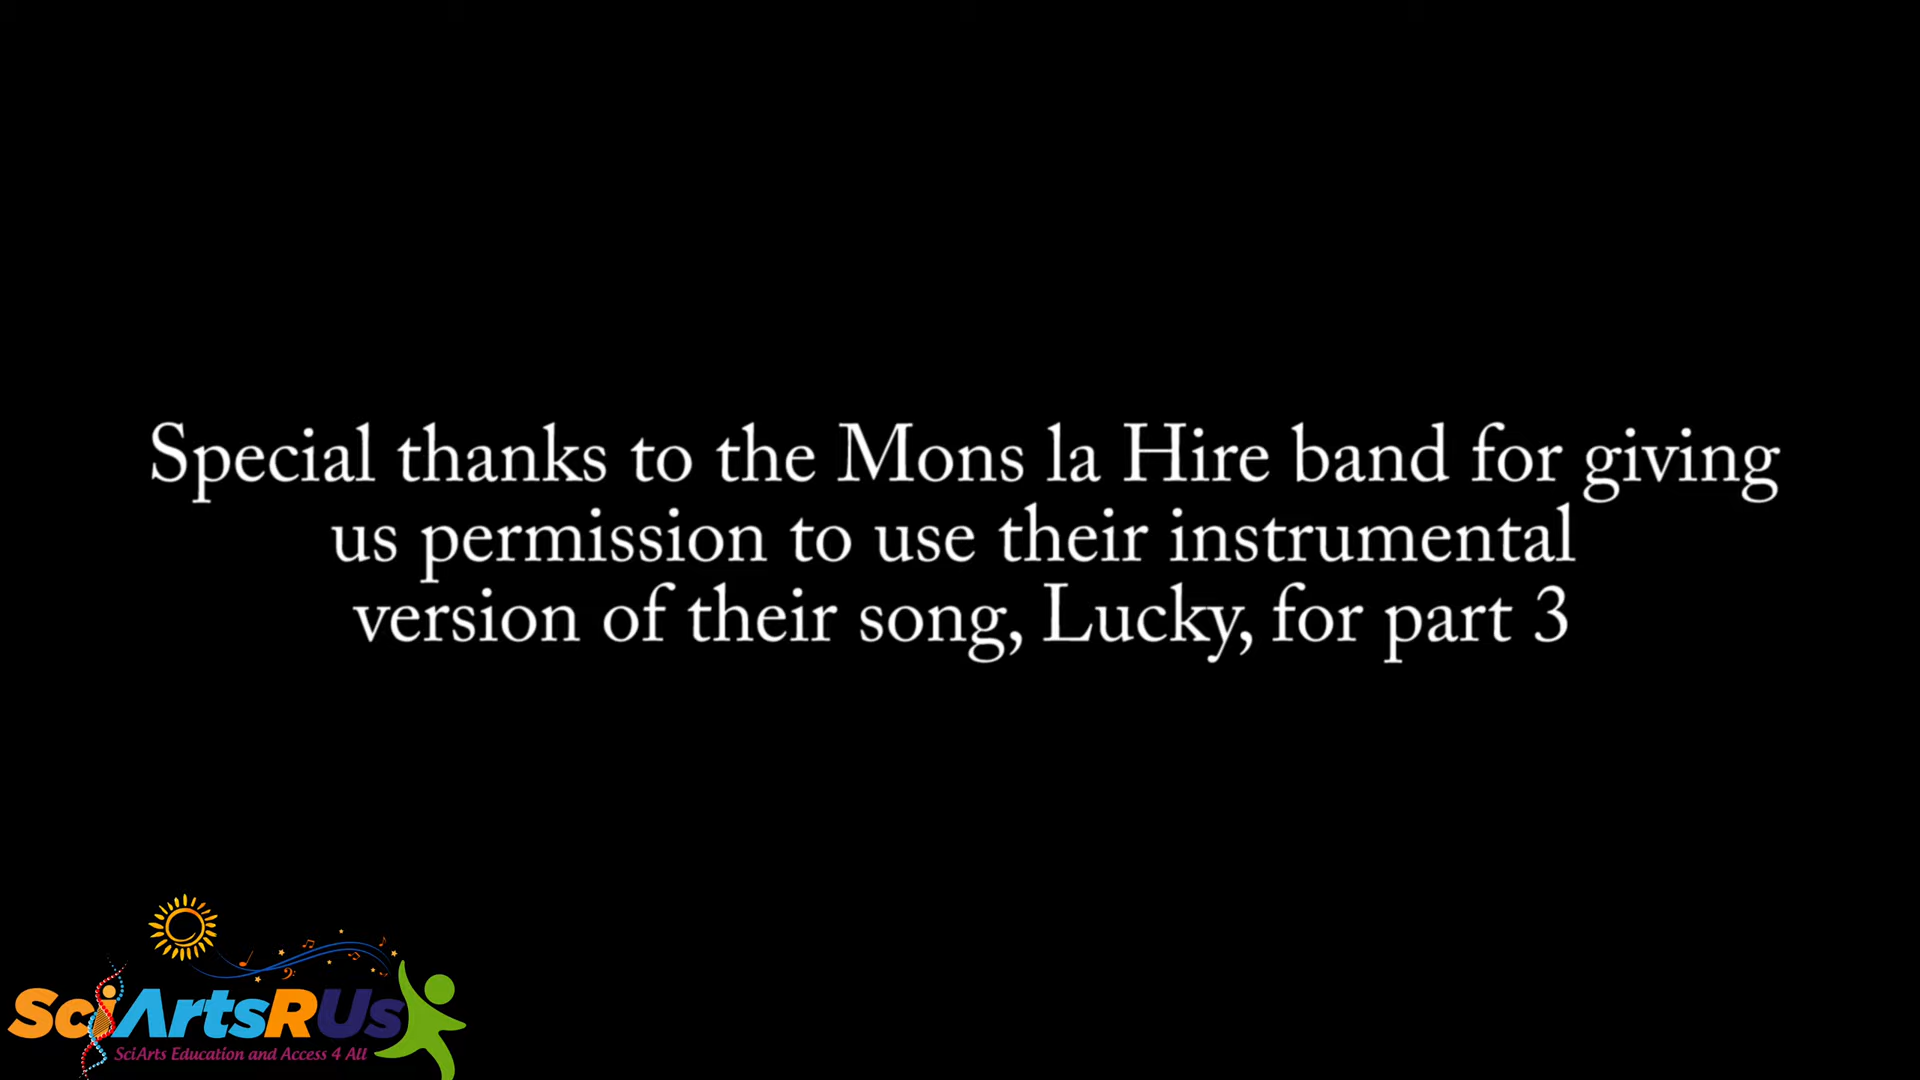 Special thanks to the Mons la Hire band for giving
us permission to use their instrumental
version of their song, Lucky, for part 3
SciArtsRUs
SciArts Education and Access 4 All